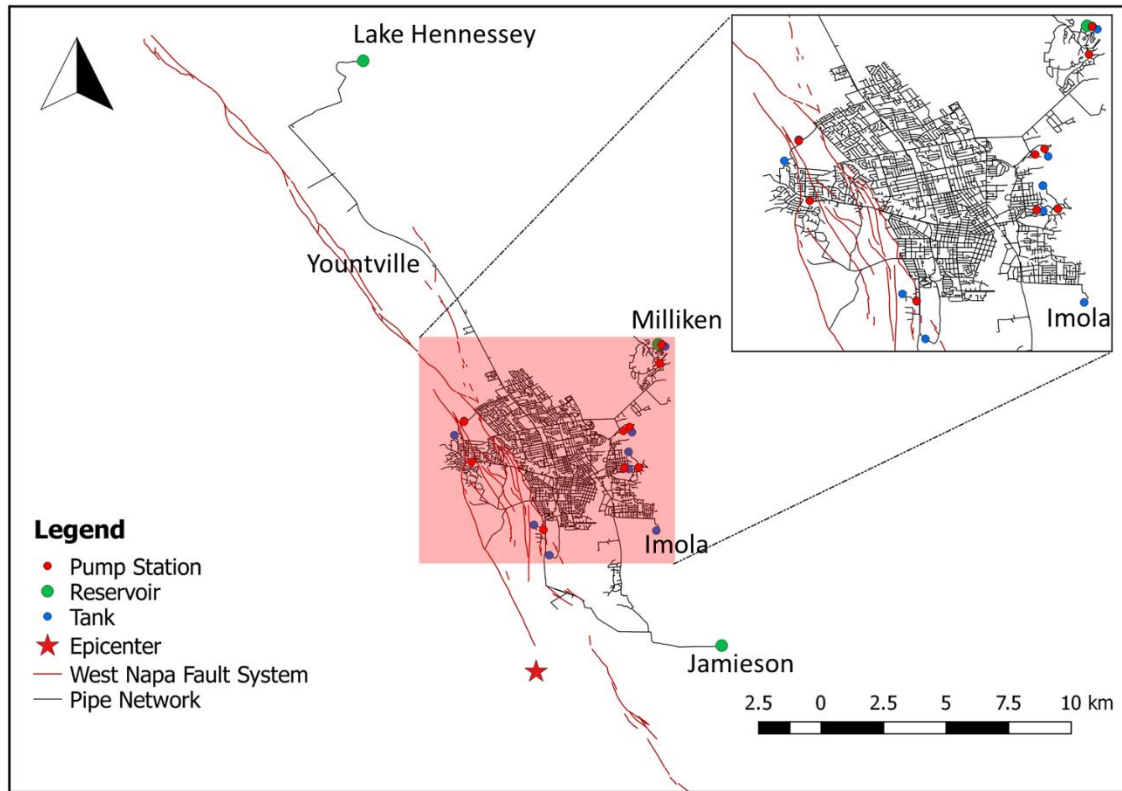 Lake Hennessey
Yountville
Milliken
Imola
Imola
Jamieson
Legend
Pump Station
Reservoir
Tank
Epicenter
West Napa Fault System
Pipe Network
2.5 0 2.5 5 7.5 10 km